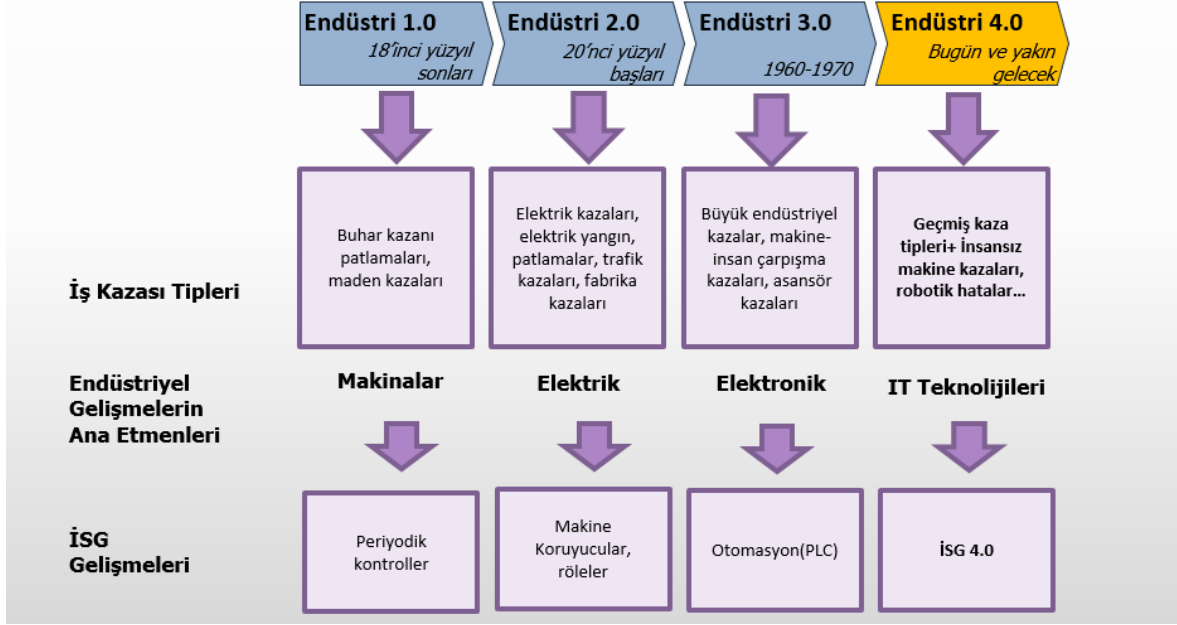 Endüstri 1.0
18’inci yüzyıl
sonları
Endüstri 2.0
20’nci yüzyıl
başları
Endüstri 3.0
1960-1970
Endüstri 4.0
Bugün ve yakın
gelecek
İş Kazası Tipleri
Buhar kazanı
patlamaları,
maden kazaları
Elektrik kazaları,
elektrik yangın,
patlamalar, trafik
kazaları, fabrika
kazaları
Büyük endüstriyel
kazalar, makine-
insan çarpışma
kazaları, asansör
kazaları
Geçmiş kaza
tipleri+ İnsansız
makine kazaları,
robotik hatalar...
Endüstriyel
Gelişmelerin
Ana Etmenleri
Makinalar
Elektrik
Elektronik
IT Teknolijileri
İSG
Gelişmeleri
Periyodik
kontroller
Makine
Koruyucular,
röleler
Otomasyon(PLC)
İSG 4.0